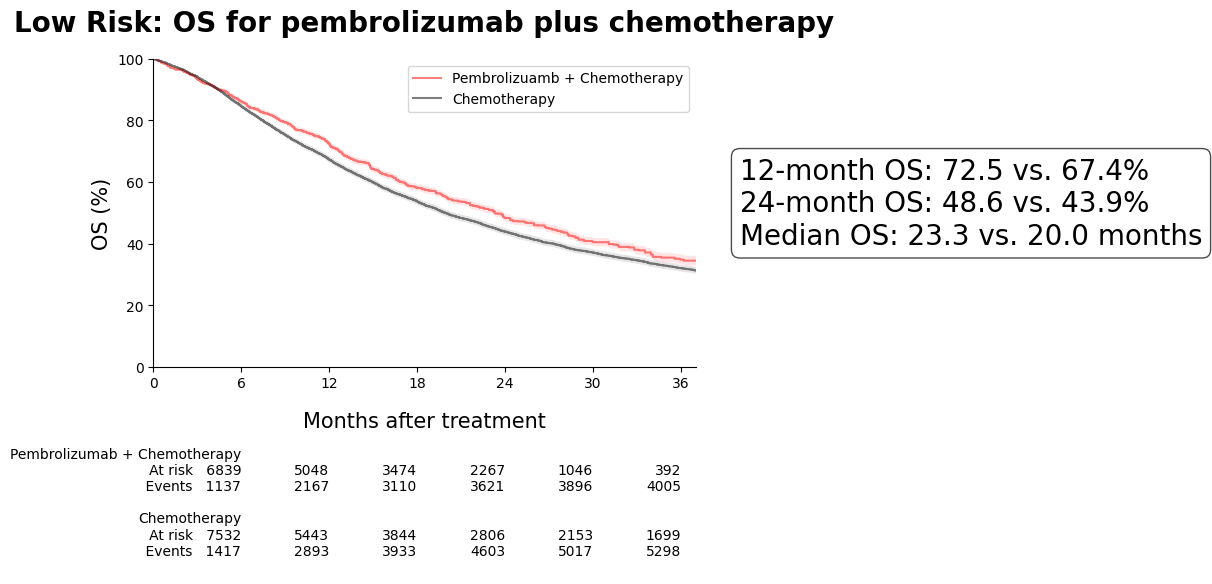 Low Risk: OS for pembrolizumab plus chemotherapy
100
80
60
40
20
0
OS (%)
Pembrolizuamb + Chemotherapy
Chemotherapy
12-month OS: 72.5 vs. 67.4%
24-month OS: 48.6 vs. 43.9%
Median OS: 23.3 vs. 20.0 months
0 6 12 18 24 30 36
Months after treatment
Pembrolizumab + Chemotherapy
At risk 6839 5048 3474 2267 1046 392
Events 1137 2167 3110 3621 3896 4005
Chemotherapy
At risk 7532 5443 3844 2806 2153 1699
Events 1417 2893 3933 4603 5017 5298